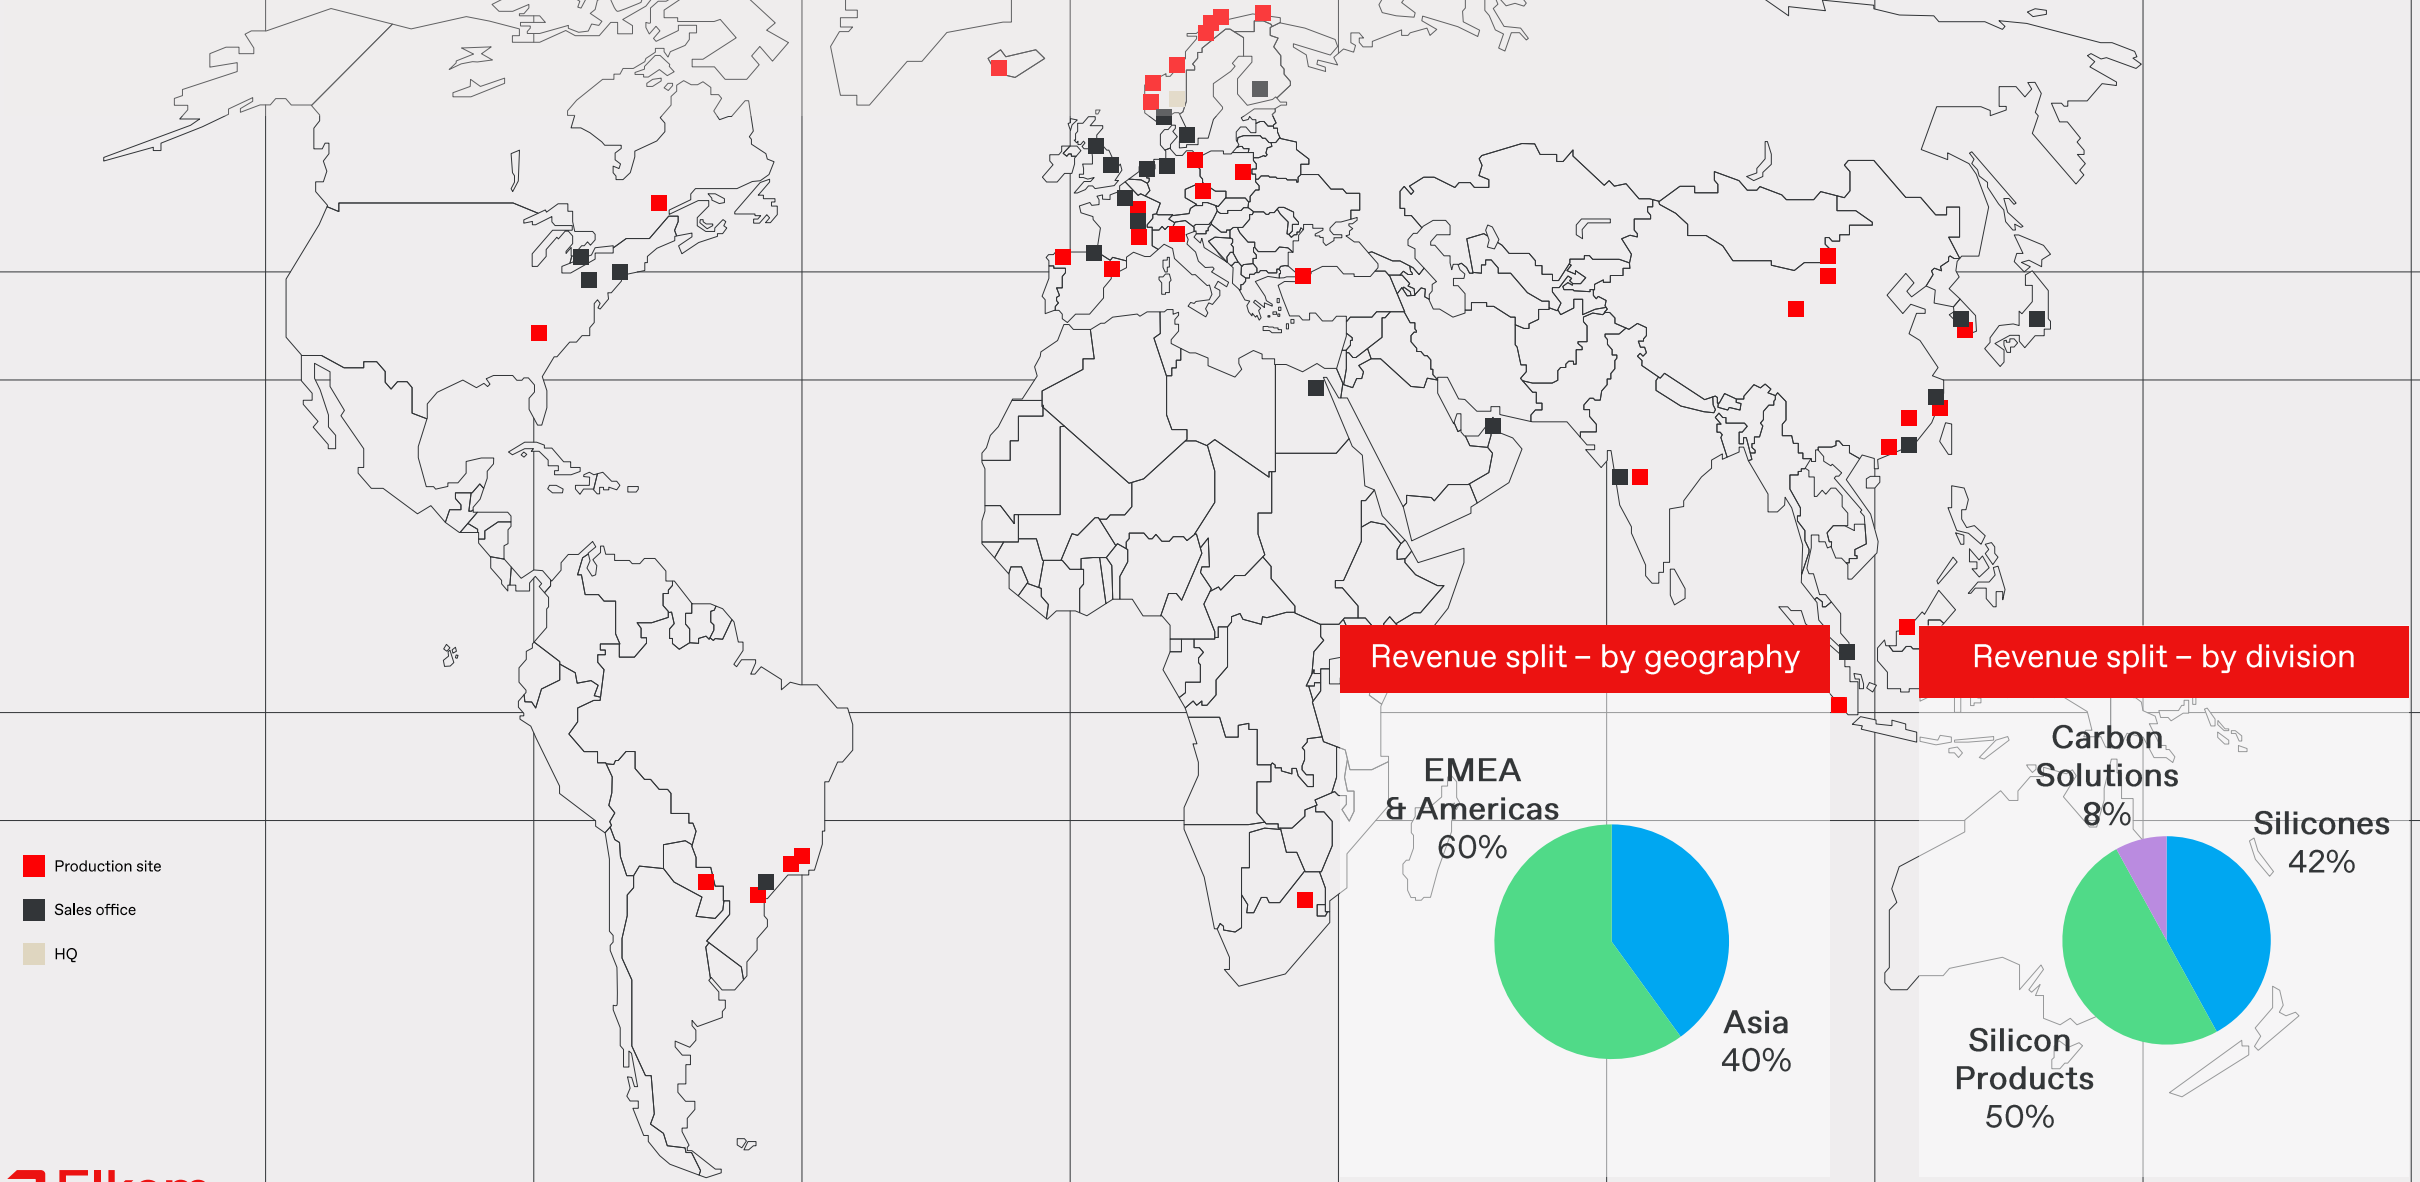 Revenue split – by geography
EMEA
& Americas
60%
Asia
40%
Revenue split – by division
Carbon
Solutions
8%
Silicones
42%
Silicon
Products
50%
Production site
Sales office
HQ
Elkem